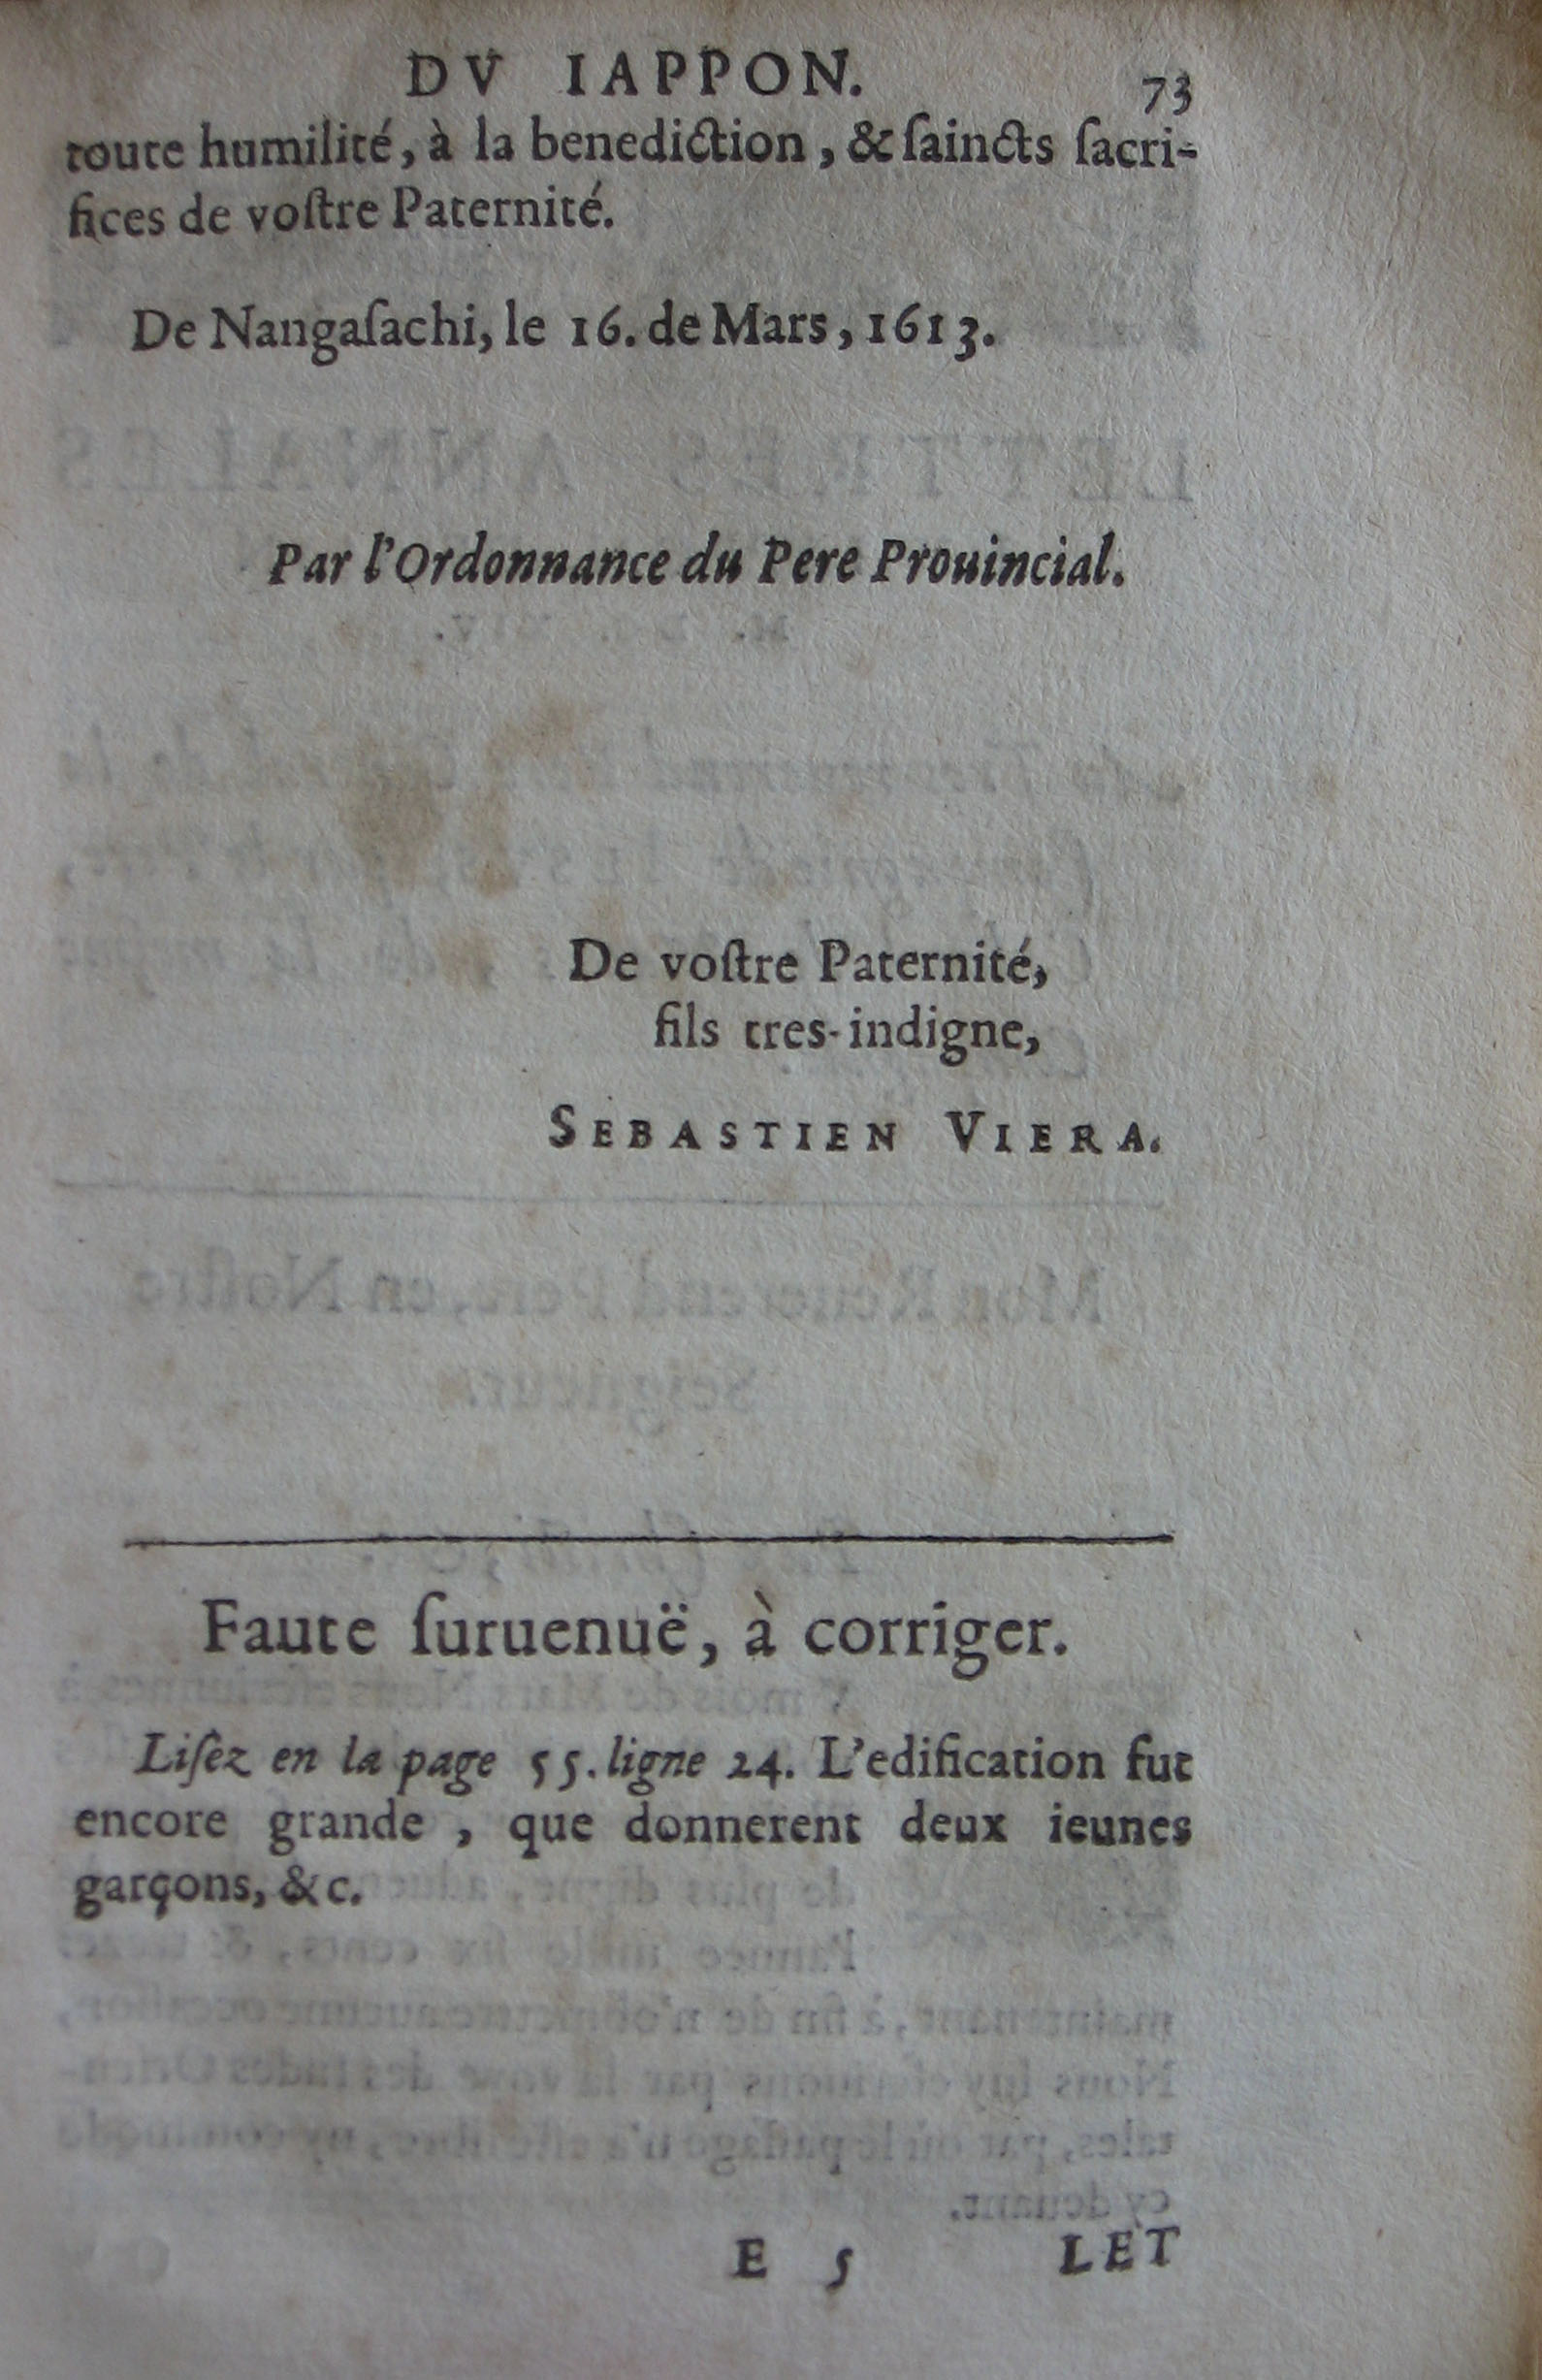 DV IAPPON.
73
toute humilité, à la benediction, & ſaincts ſacri-
fices de voſtre Paternité.
De Nangaſachi, le 16. de Mars, 1613.
Par l'Ordonnance du Pere Prouincial.
De voſtre Paternité,
fils tres-indigne,
SEBASTIEN VIERA.
Faute ſuruenuë, à corriger.
Liſez en la page 55. ligne 24. L'edification fut
encore grande, que donnerent deux ieunes
garçons, &c.
E 5
LET